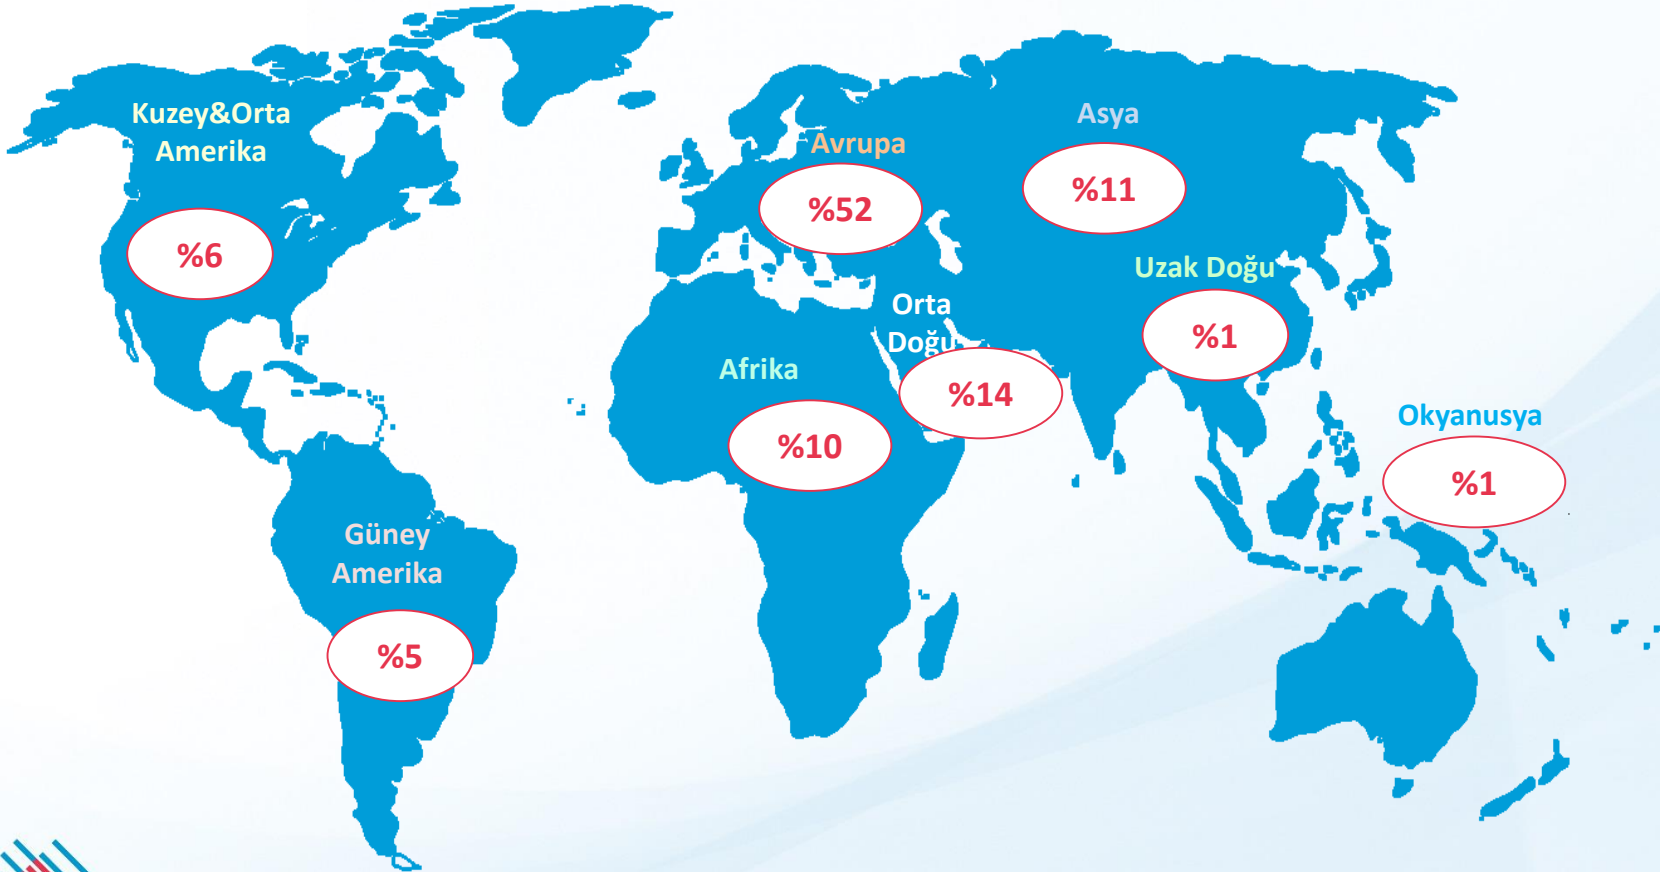 Kuzey&Orta
Amerika
%6
Güney
Amerika
%5
Avrupa
%52
Afrika
%10
Orta
Doğu
%14
Asya
%11
Uzak Doğu
%1
Okyanusya
%1